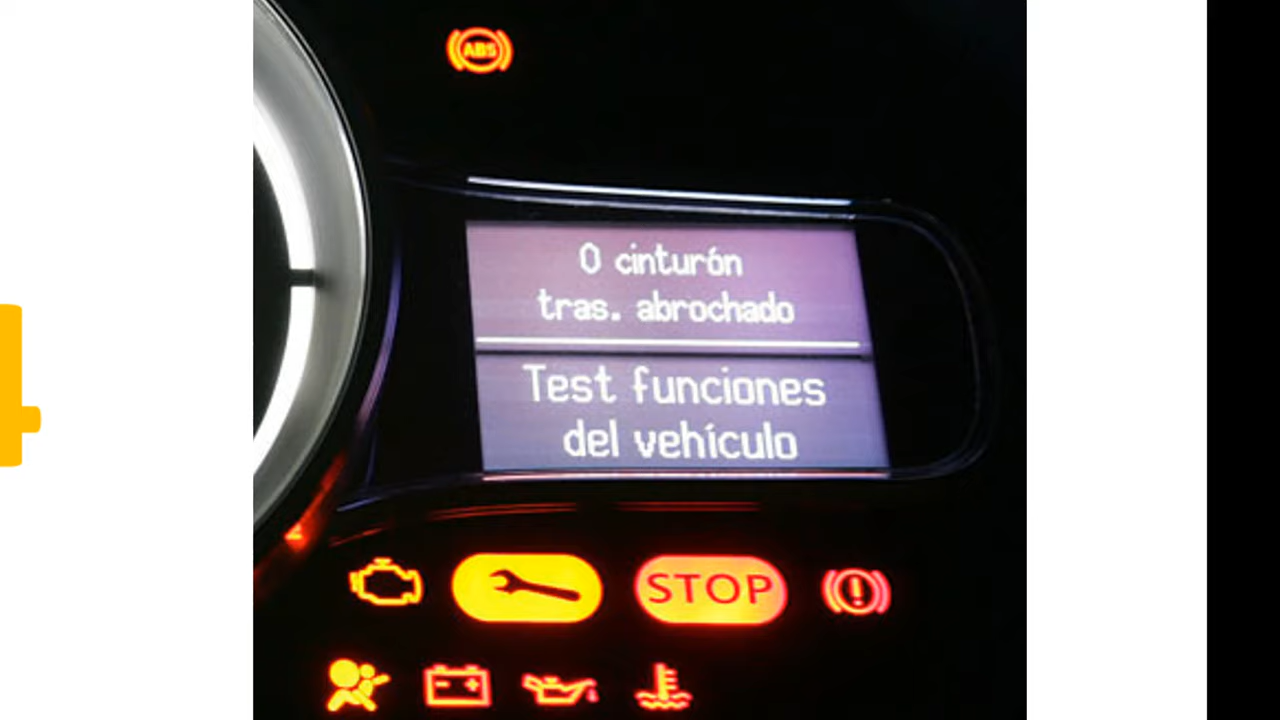 ABS
0 cinturón
tras. abrochado
Test funciones
del vehículo
STOP